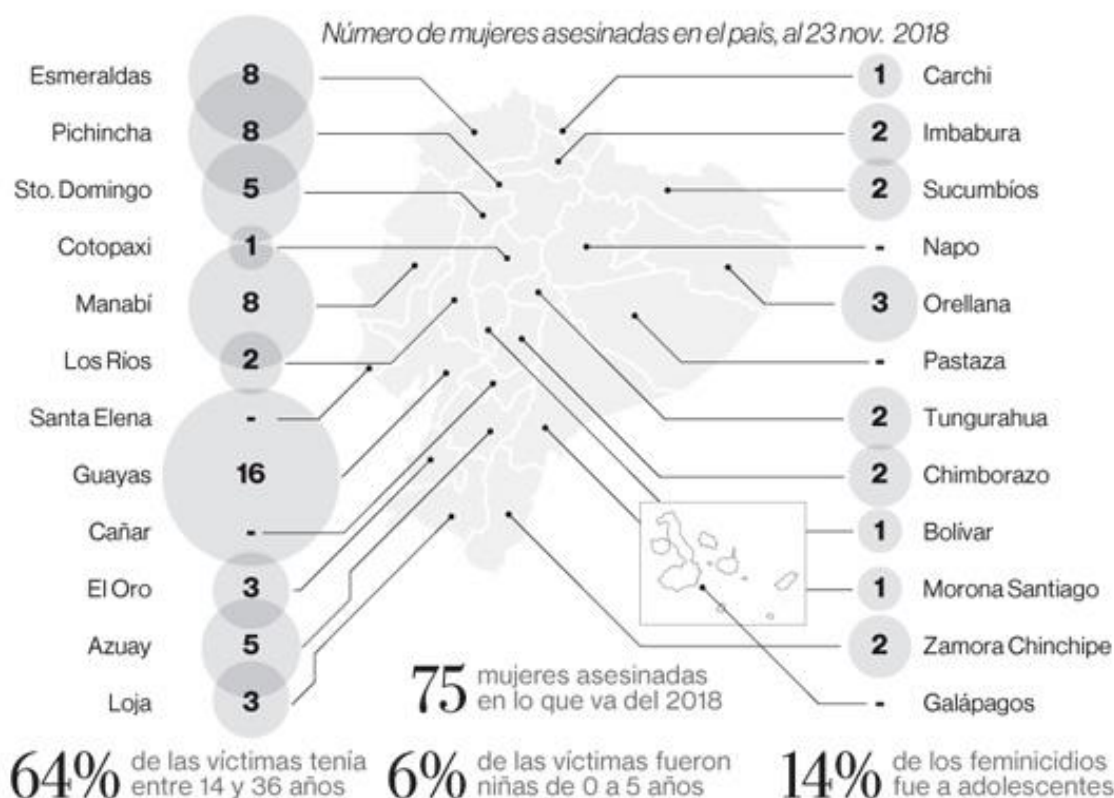 Número de mujeres asesinadas en el país, al 23 nov. 2018
Esmeraldas 8
Pichincha 8
Sto. Domingo 5
Cotopaxi 1
Manabí 8
Los Ríos 2
Santa Elena -
Guayas 16
Cañar -
El Oro 3
Azuay 5
Loja 3
1 Carchi
2 Imbabura
2 Sucumbíos
- Napo
3 Orellana
- Pastaza
2 Tungurahua
2 Chimborazo
1 Bolívar
1 Morona Santiago
2 Zamora Chinchipe
- Galápagos
75 mujeres asesinadas
en lo que va del 2018
64% de las víctimas tenía
entre 14 y 36 años
6% de las víctimas fueron
niñas de 0 a 5 años
14% de los feminicidios
fue a adolescentes